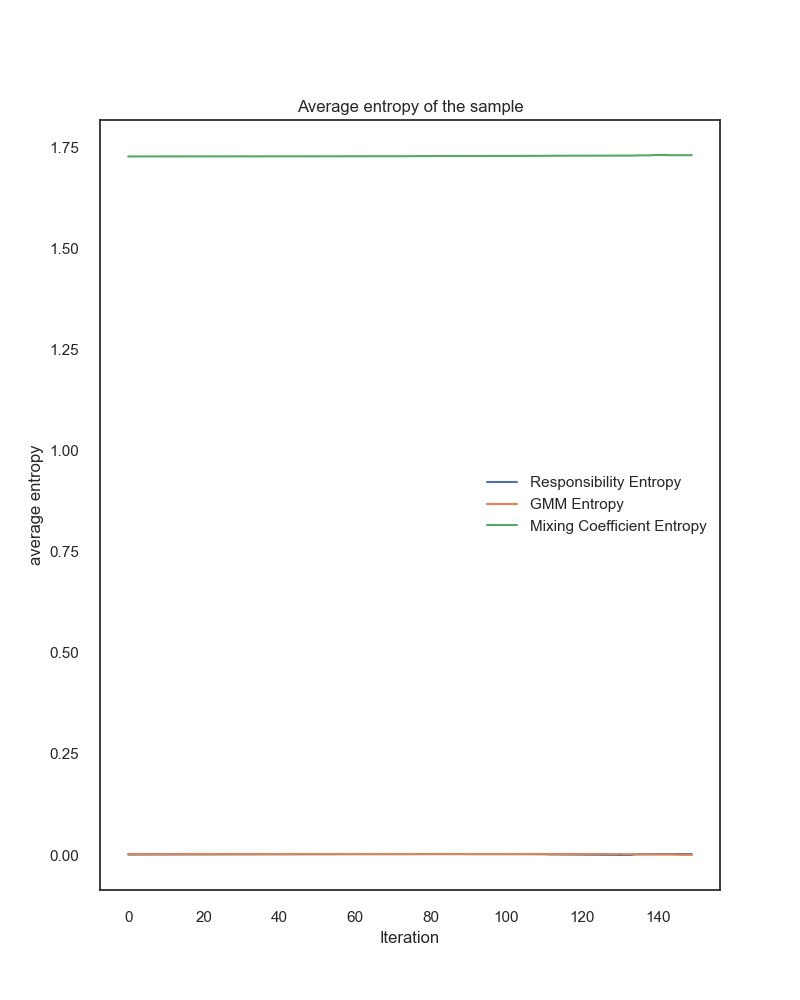 Average entropy of the sample
1.75
1.50
1.25
1.00
0.75
0.50
0.25
0.00
average entropy
Responsibility Entropy
GMM Entropy
Mixing Coefficient Entropy
0 20 40 60 80 100 120 140
Iteration